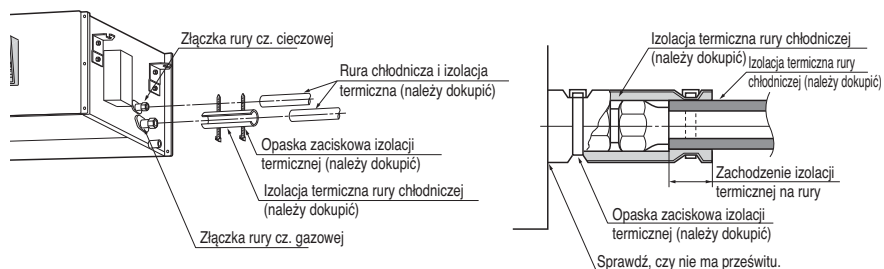 Złączka rury cz. cieczowej
Rura chłodnicza i izolacja
termiczna (należy dokupić)
Opaska zaciskowa izolacji
termicznej (należy dokupić)
Izolacja termiczna rury chłodniczej
(należy dokupić)
Złączka rury cz. gazowej
Izolacja termiczna rury chłodniczej
(należy dokupić)
Izolacja termiczna rury
chłodniczej (należy dokupić)
Zachodzenie izolacji
termicznej na rury
Opaska zaciskowa izolacji
termicznej (należy dokupić)
Sprawdź, czy nie ma prześwitu.